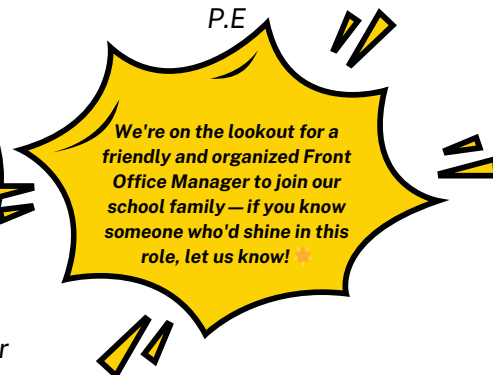 P.E
We're on the lookout for a
friendly and organized Front
Office Manager to join our
school family—if you know
someone who'd shine in this
role, let us know! 🌟
r